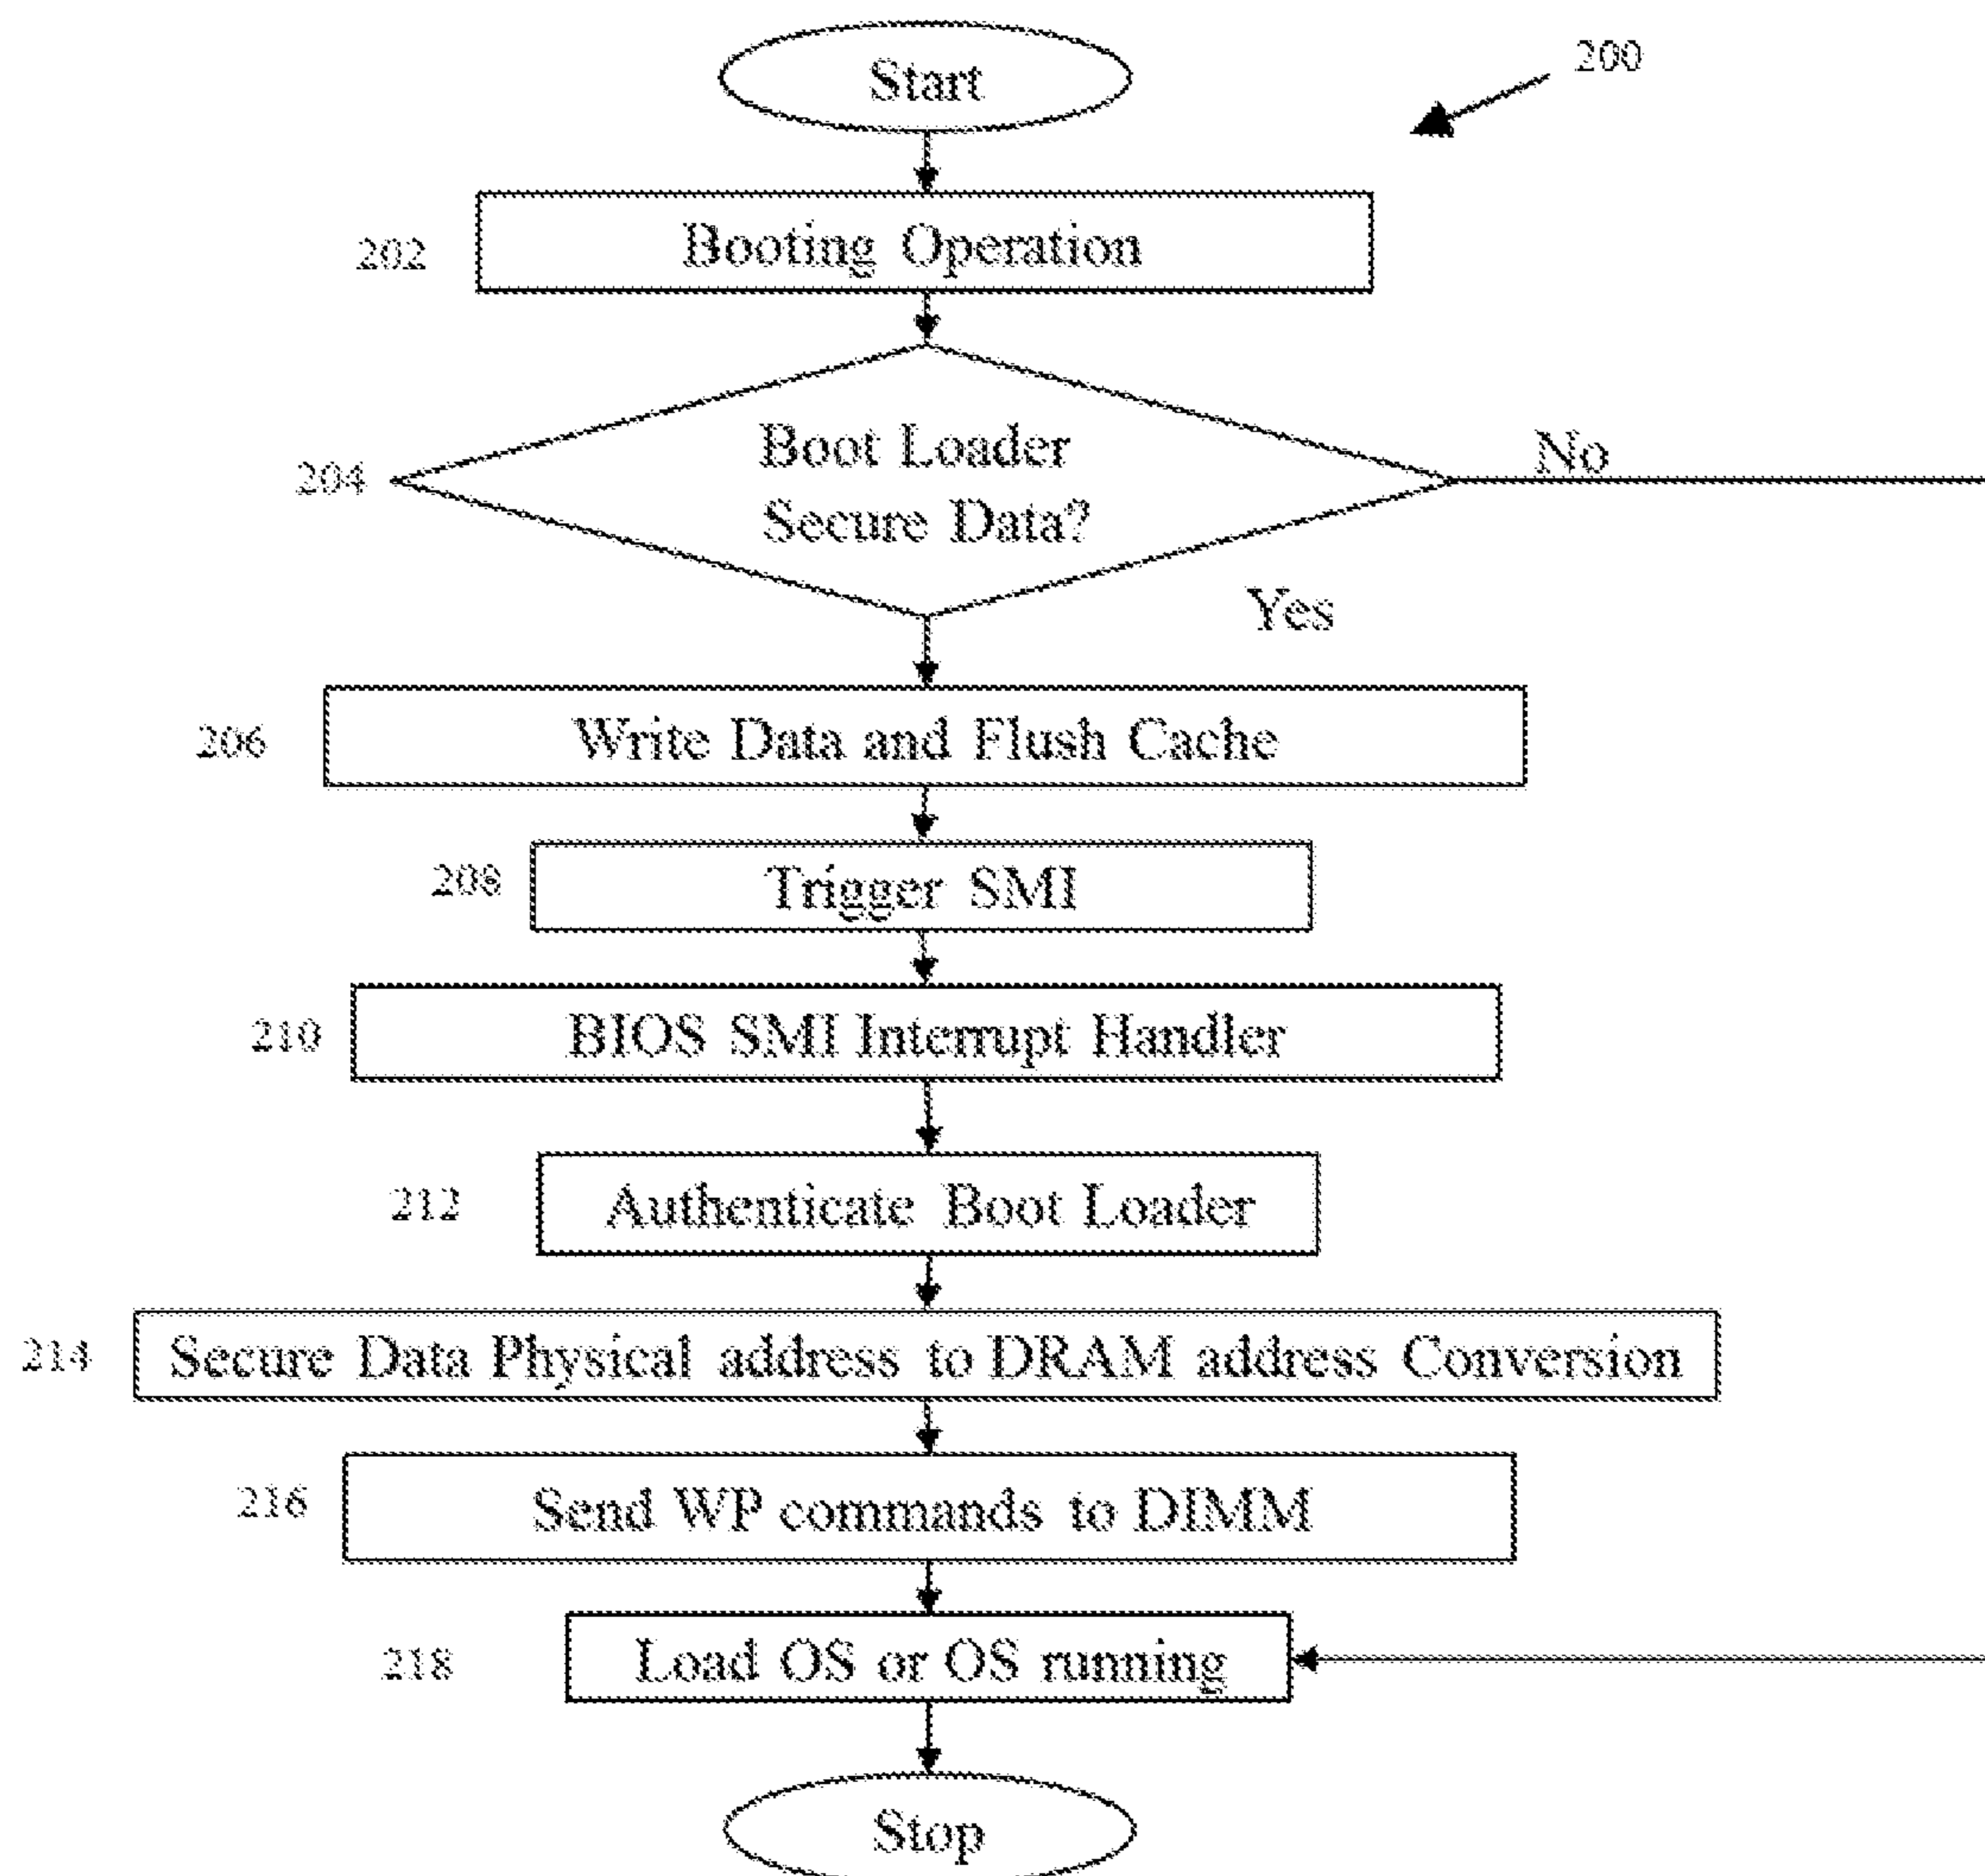 Start
200
202
Booting Operation
204
Boot Loader
Secure Data?
No
Yes
206
Write Data and Flush Cache
208
Trigger SMI
210
BIOS SMI Interrupt Handler
212
Authenticate Boot Loader
214
Secure Data Physical address to DRAM address Conversion
216
Send WP commands to DIMM
218
Load OS or OS running
Stop